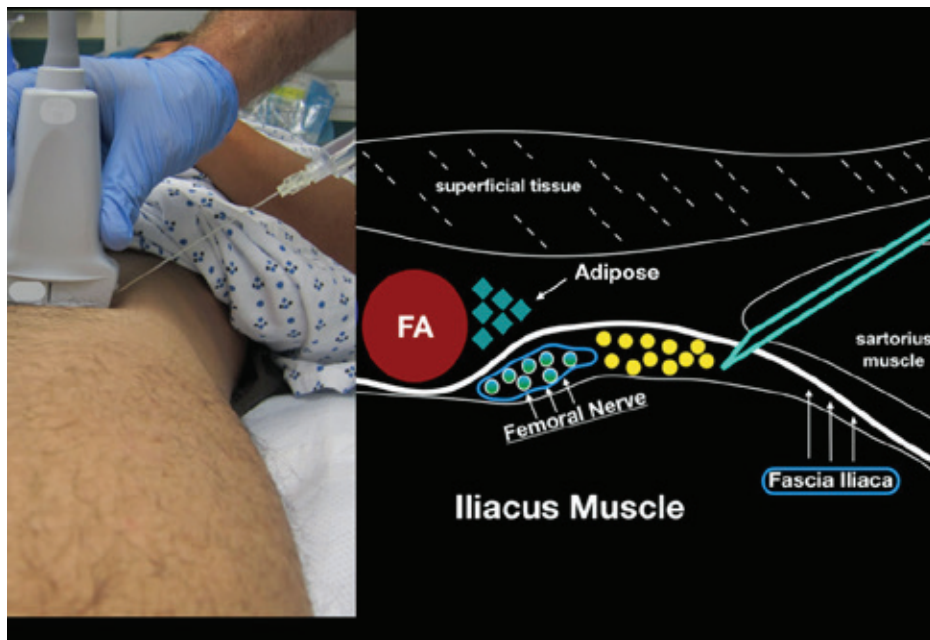 superficial tissue
Adipose
FA
sartorius
muscle
Femoral Nerve
Fascia Iliaca
Iliacus Muscle